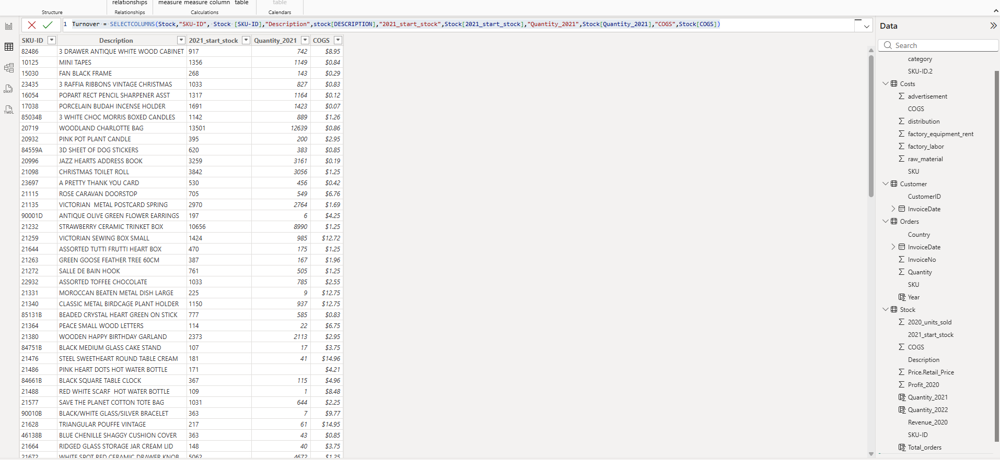 relationships measure measure column table table
Structure Relationships Calculations Calendars
1 Turnover = SELECTCOLUMNS(Stock,"SKU-ID", Stock [SKU-ID],"Description",stock[DESCRIPTION],"2021_start_stock",Stock[2021_start_stock],"Quantity_2021",Stock[Quantity_2021],"COGS",Stock[COGS])
SKU-ID Description 2021_start_stock Quantity_2021 COGS
82486 3 DRAWER ANTIQUE WHITE WOOD CABINET 917 742 $8.95
10125 MINI TAPES 1356 1149 $0.84
15030 FAN BLACK FRAME 268 143 $0.29
23435 3 RAFFIA RIBBONS VINTAGE CHRISTMAS 1033 827 $0.83
16054 POPART RECT PENCIL SHARPENER ASST 1317 1164 $0.12
17038 PORCELAIN BUDAH INCENSE HOLDER 1691 1423 $0.07
85034B 3 WHITE CHOC MORRIS BOXED CANDLES 1142 889 $1.26
20719 WOODLAND CHARLOTTE BAG 13501 12639 $0.86
20932 PINK POT PLANT CANDLE 395 200 $2.95
84559A 3D SHEET OF DOG STICKERS 620 383 $0.85
20996 JAZZ HEARTS ADDRESS BOOK 3259 3161 $0.19
21098 CHRISTMAS TOILET ROLL 3842 3056 $1.25
23697 A PRETTY THANK YOU CARD 530 456 $0.42
21115 ROSE CARAVAN DOORSTOP 705 549 $6.76
21135 VICTORIAN  METAL POSTCARD SPRING 2970 2764 $1.69
90001D ANTIQUE OLIVE GREEN FLOWER EARRINGS 197 6 $4.25
21232 STRAWBERRY CERAMIC TRINKET BOX 10656 8990 $1.25
21259 VICTORIAN SEWING BOX SMALL 1424 985 $12.72
21644 ASSORTED TUTTI FRUTTI HEART BOX 470 175 $1.25
21263 GREEN GOOSE FEATHER TREE 60CM 387 167 $1.96
21272 SALLE DE BAIN HOOK 761 505 $1.25
22932 ASSORTED TOFFEE CHOCOLATE 1033 785 $2.55
21331 MOROCCAN BEATEN METAL DISH LARGE 225 9 $12.75
21340 CLASSIC METAL BIRDCAGE PLANT HOLDER 1150 937 $12.75
85131B BEADED CRYSTAL HEART GREEN ON STICK 777 585 $0.83
21364 PEACE SMALL WOOD LETTERS 114 22 $6.75
21380 WOODEN HAPPY BIRTHDAY GARLAND 2373 2113 $2.95
84751B BLACK MEDIUM GLASS CAKE STAND 107 17 $3.75
21476 STEEL SWEETHEART ROUND TABLE CREAM 181 41 $14.96
21486 PINK HEART DOTS HOT WATER BOTTLE 171 $4.21
84661B BLACK SQUARE TABLE CLOCK 367 115 $4.96
21488 RED WHITE SCARF  HOT WATER BOTTLE 109 1 $8.48
21577 SAVE THE PLANET COTTON TOTE BAG 1031 644 $2.25
90010B BLACK/WHITE GLASS/SILVER BRACELET 363 7 $9.77
21628 TRIANGULAR POUFFE VINTAGE 217 61 $14.95
46138B BLUE CHENILLE SHAGGY CUSHION COVER 363 43 $0.85
21664 RIDGED GLASS STORAGE JAR CREAM LID 148 40 $3.75
21672 WHITE SPOT RED CERAMIC DRAWER KNOB 5062 4672 $1.25
DAX
TMDL
Data
Search
category
SKU-ID.2
Costs
advertisement
COGS
distribution
factory_equipment_rent
factory_labor
raw_material
SKU
Customer
CustomerID
InvoiceDate
Orders
Country
InvoiceDate
InvoiceNo
Quantity
SKU
Year
Stock
2020_units_sold
2021_start_stock
COGS
Description
Price.Retail_Price
Profit_2020
Quantity_2021
Quantity_2022
Revenue_2020
SKU-ID
Total_orders